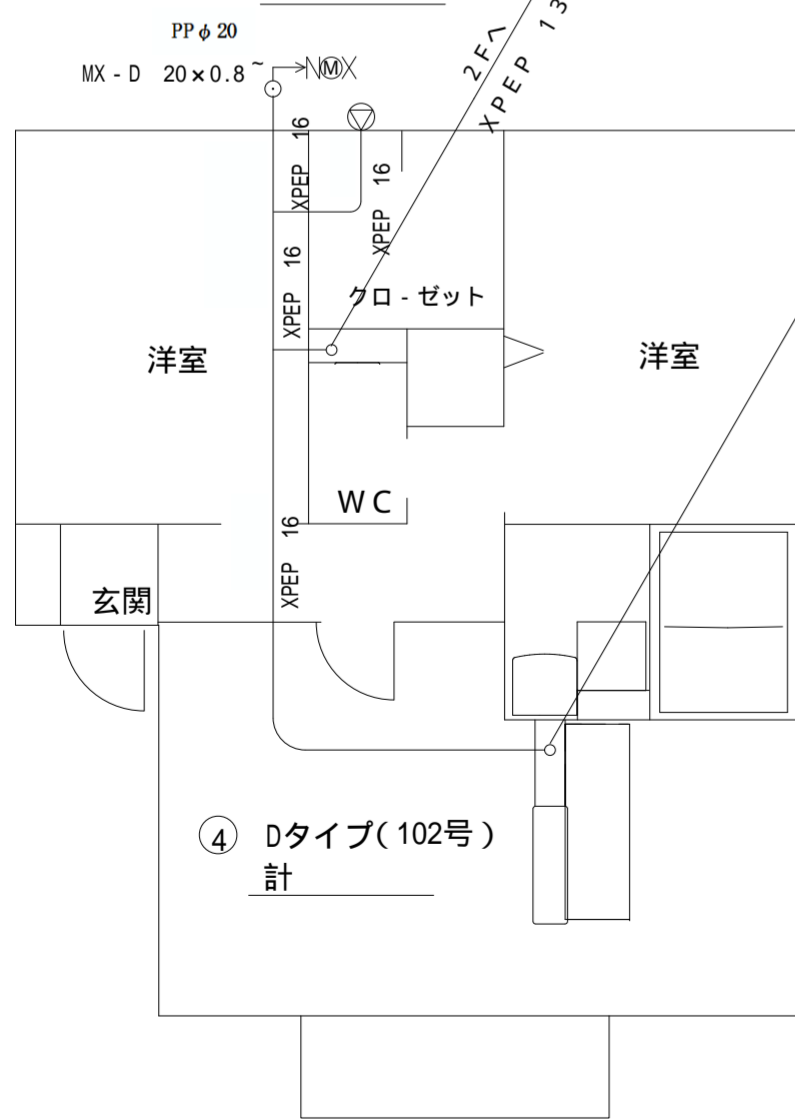 PPφ20
MX-D 20×0.8~
M
2Fへ
XPEP 13
XPEP 16
XPEP 16
XPEP 16
クロ-ゼット
洋室
洋室
WC
XPEP 16
玄関
④ Dタイプ(102号)
計